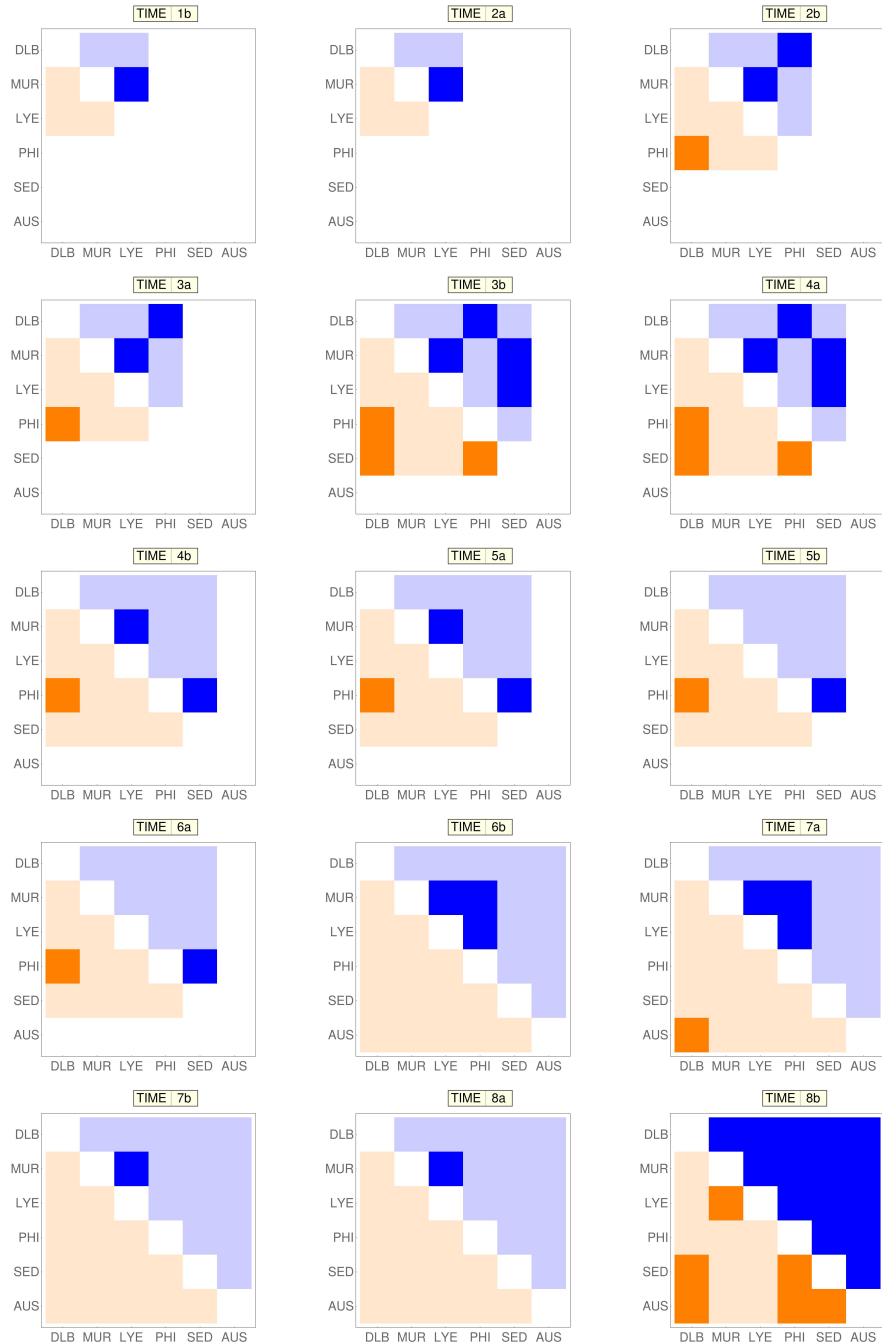 TIME 1b TIME 2a TIME 2b
DLB DLB DLB
MUR MUR MUR
LYE LYE LYE
PHI PHI PHI
SED SED SED
AUS AUS AUS
DLB MUR LYE PHI SED AUS DLB MUR LYE PHI SED AUS DLB MUR LYE PHI SED AUS
TIME 3a TIME 3b TIME 4a
DLB DLB DLB
MUR MUR MUR
LYE LYE LYE
PHI PHI PHI
SED SED SED
AUS AUS AUS
DLB MUR LYE PHI SED AUS DLB MUR LYE PHI SED AUS DLB MUR LYE PHI SED AUS
TIME 4b TIME 5a TIME 5b
DLB DLB DLB
MUR MUR MUR
LYE LYE LYE
PHI PHI PHI
SED SED SED
AUS AUS AUS
DLB MUR LYE PHI SED AUS DLB MUR LYE PHI SED AUS DLB MUR LYE PHI SED AUS
TIME 6a TIME 6b TIME 7a
DLB DLB DLB
MUR MUR MUR
LYE LYE LYE
PHI PHI PHI
SED SED SED
AUS AUS AUS
DLB MUR LYE PHI SED AUS DLB MUR LYE PHI SED AUS DLB MUR LYE PHI SED AUS
TIME 7b TIME 8a TIME 8b
DLB DLB DLB
MUR MUR MUR
LYE LYE LYE
PHI PHI PHI
SED SED SED
AUS AUS AUS
DLB MUR LYE PHI SED AUS DLB MUR LYE PHI SED AUS DLB MUR LYE PHI SED AUS